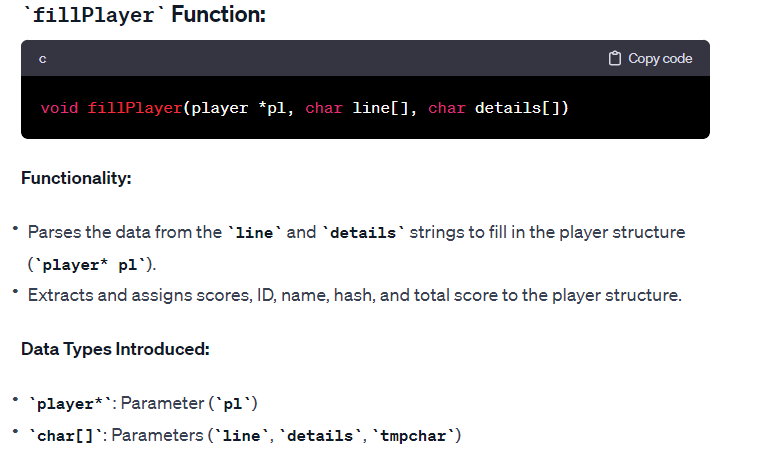 `fillPlayer` Function:
c Copy code
void fillPlayer(player *pl, char line[], char details[])
Functionality:
• Parses the data from the `line` and `details` strings to fill in the player structure
(`player* pl`).
• Extracts and assigns scores, ID, name, hash, and total score to the player structure.
Data Types Introduced:
• `player*`: Parameter (`pl`)
• `char[]`: Parameters (`line`, `details`, `tmpchar`)